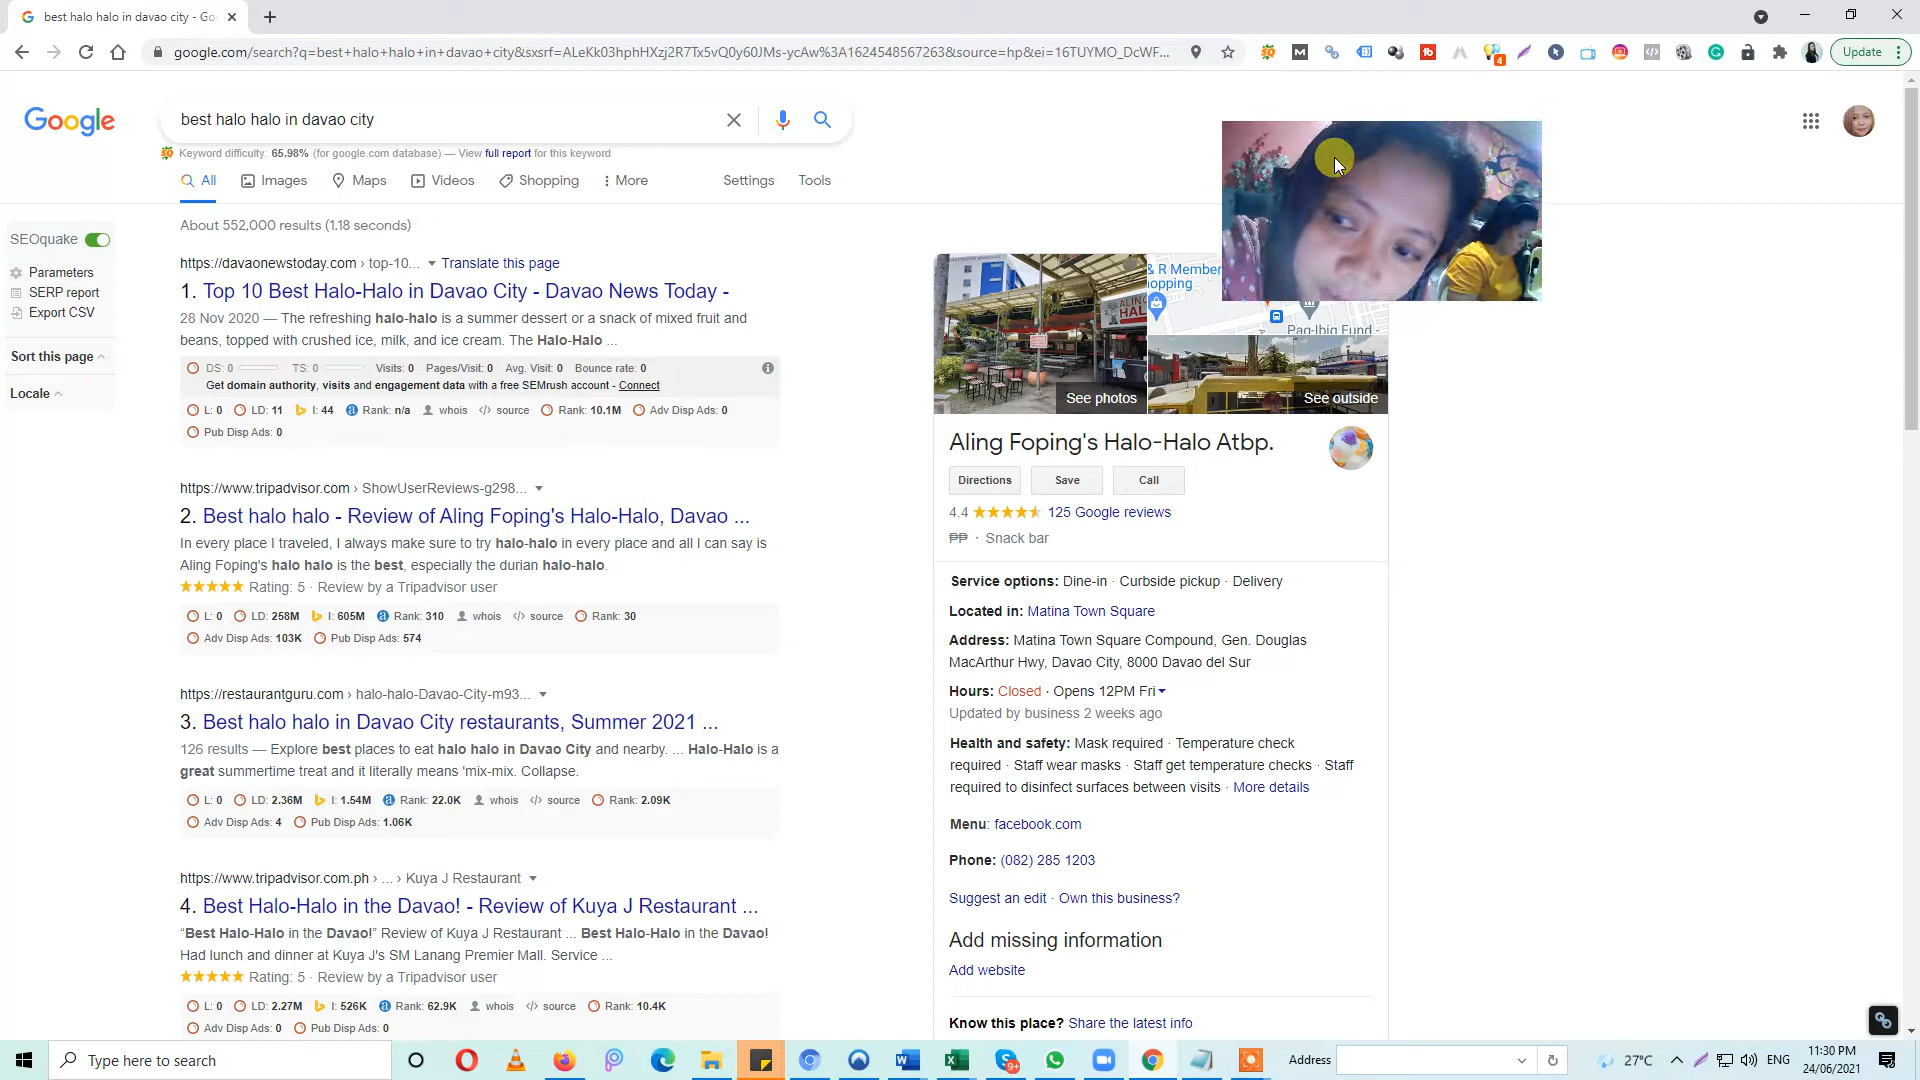 best halo halo in davao city - Go
google.com/search?q=best+halo+halo+in+davao+city&sxsrf=ALeKk03hphHXzj2R7Tx5vQ0y60JMs-ycAw%3A1624548567263&source=hp&ei=16TUYMO_DcWF...
Update
Google
best halo halo in davao city
Keyword difficulty: 65.98% (for google.com database) — View full report for this keyword
All
Images
Maps
Videos
Shopping
More
Settings
Tools
About 552,000 results (1.18 seconds)
SEOquake
Parameters
SERP report
Export CSV
Sort this page
Locale
https://davaonewstoday.com › top-10... Translate this page
1. Top 10 Best Halo-Halo in Davao City - Davao News Today -
28 Nov 2020 — The refreshing halo-halo is a summer dessert or a snack of mixed fruit and
beans, topped with crushed ice, milk, and ice cream. The Halo-Halo ...
DS: 0 TS: 0 Visits: 0 Pages/Visit: 0 Avg. Visit: 0 Bounce rate: 0
Get domain authority, visits and engagement data with a free SEMrush account - Connect
L: 0 LD: 11 I: 44 Rank: n/a whois source Rank: 10.1M Adv Disp Ads: 0
Pub Disp Ads: 0
https://www.tripadvisor.com › ShowUserReviews-g298...
2. Best halo halo - Review of Aling Foping's Halo-Halo, Davao ...
In every place I traveled, I always make sure to try halo-halo in every place and all I can say is
Aling Foping's halo halo is the best, especially the durian halo-halo.
Rating: 5 · Review by a Tripadvisor user
L: 0 LD: 258M I: 605M Rank: 310 whois source Rank: 30
Adv Disp Ads: 103K Pub Disp Ads: 574
https://restaurantguru.com › halo-halo-Davao-City-m93...
3. Best halo halo in Davao City restaurants, Summer 2021 ...
126 results — Explore best places to eat halo halo in Davao City and nearby. ... Halo-Halo is a
great summertime treat and it literally means 'mix-mix. Collapse.
L: 0 LD: 2.36M I: 1.54M Rank: 22.0K whois source Rank: 2.09K
Adv Disp Ads: 4 Pub Disp Ads: 1.06K
https://www.tripadvisor.com.ph › ... › Kuya J Restaurant
4. Best Halo-Halo in the Davao! - Review of Kuya J Restaurant ...
“Best Halo-Halo in the Davao!” Review of Kuya J Restaurant ... Best Halo-Halo in the Davao!
Had lunch and dinner at Kuya J's SM Lanang Premier Mall. Service ...
Rating: 5 · Review by a Tripadvisor user
L: 0 LD: 2.27M I: 526K Rank: 62.9K whois source Rank: 10.4K
Adv Disp Ads: 0 Pub Disp Ads: 0
& R Member
opping
Pag-Ibig Fund -
See photos
See outside
Aling Foping's Halo-Halo Atbp.
Directions
Save
Call
4.4 125 Google reviews
₱₱ · Snack bar
Service options: Dine-in · Curbside pickup · Delivery
Located in: Matina Town Square
Address: Matina Town Square Compound, Gen. Douglas
MacArthur Hwy, Davao City, 8000 Davao del Sur
Hours: Closed · Opens 12PM Fri
Updated by business 2 weeks ago
Health and safety: Mask required · Temperature check
required · Staff wear masks · Staff get temperature checks · Staff
required to disinfect surfaces between visits · More details
Menu: facebook.com
Phone: (082) 285 1203
Suggest an edit · Own this business?
Add missing information
Add website
Know this place? Share the latest info
Type here to search
Address
27°C
ENG
11:30 PM
24/06/2021